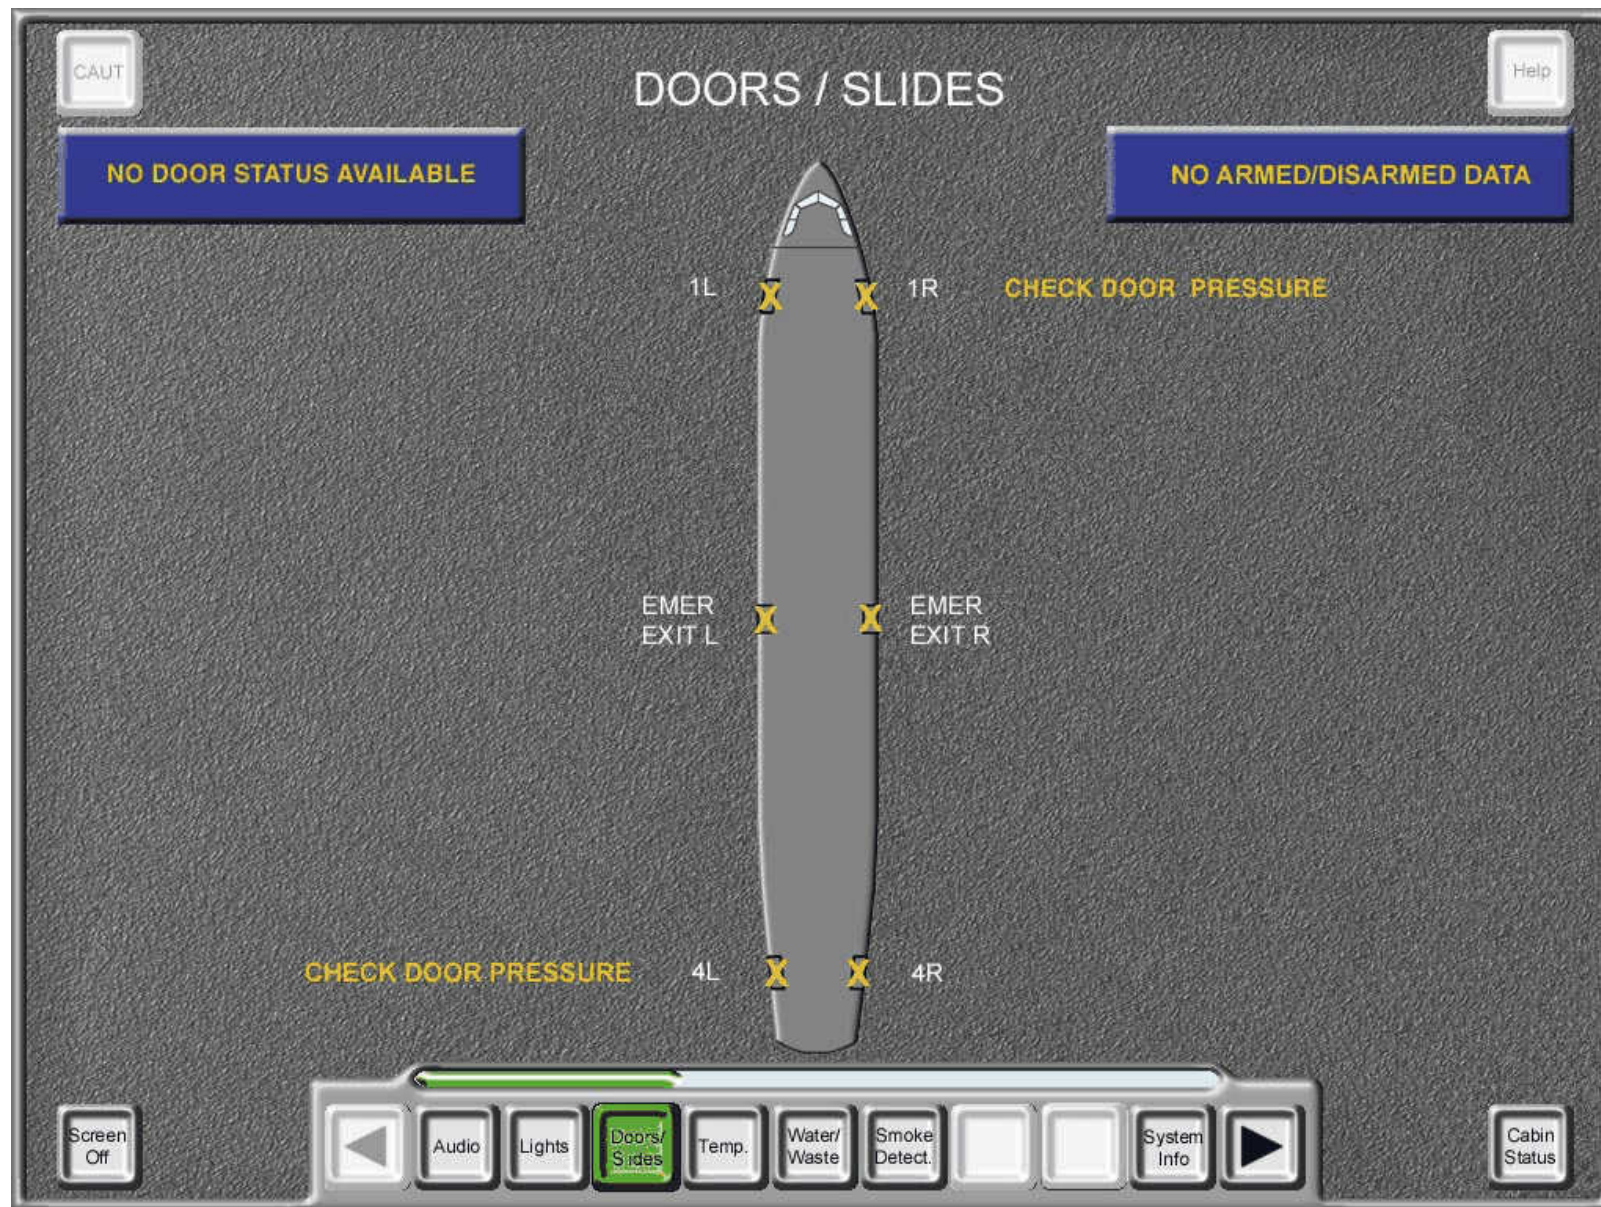 CAUT
DOORS / SLIDES
Help
NO DOOR STATUS AVAILABLE
NO ARMED/DISARMED DATA
1L
X
X
1R
CHECK DOOR PRESSURE
EMER
EXIT L
X
X
EMER
EXIT R
CHECK DOOR PRESSURE
4L
X
X
4R
Screen
Off
Audio
Lights
Doors/
Slides
Temp.
Water/
Waste
Smoke
Detect.
System
Info
Cabin
Status